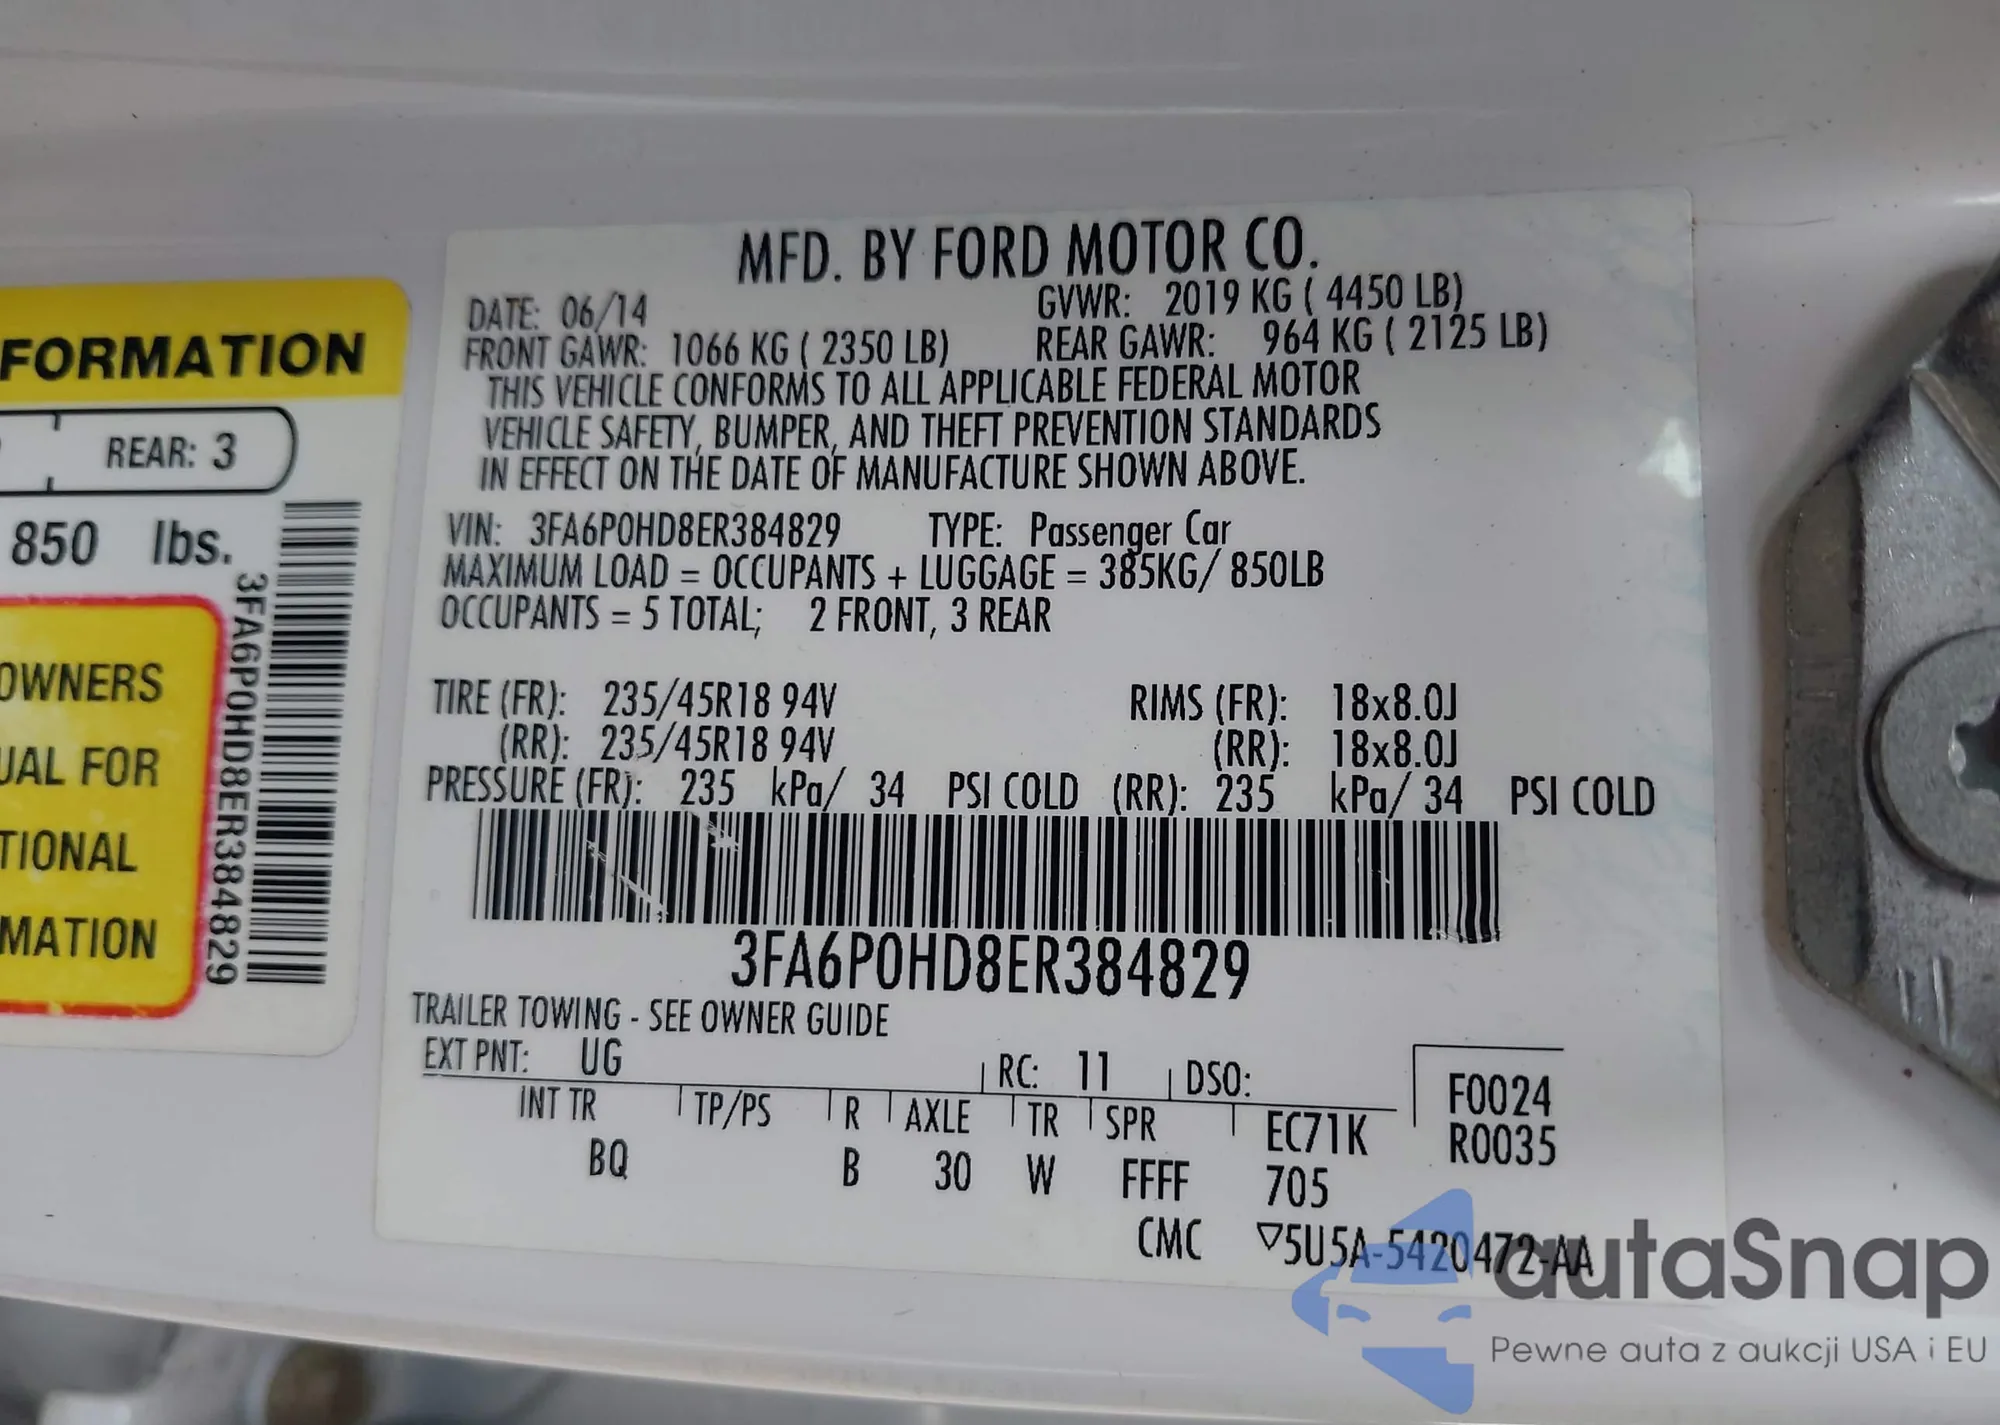 FORMATION
REAR: 3
850 lbs.
OWNERS
UAL FOR
TIONAL
MATION
3FA6P0HD8ER384829
MFD. BY FORD MOTOR CO.
DATE: 06/14 GVWR: 2019 KG ( 4450 LB)
FRONT GAWR: 1066 KG ( 2350 LB) REAR GAWR: 964 KG ( 2125 LB)
THIS VEHICLE CONFORMS TO ALL APPLICABLE FEDERAL MOTOR
VEHICLE SAFETY, BUMPER, AND THEFT PREVENTION STANDARDS
IN EFFECT ON THE DATE OF MANUFACTURE SHOWN ABOVE.
VIN: 3FA6P0HD8ER384829 TYPE: Passenger Car
MAXIMUM LOAD = OCCUPANTS + LUGGAGE = 385KG/ 850LB
OCCUPANTS = 5 TOTAL; 2 FRONT, 3 REAR
TIRE (FR): 235/45R18 94V RIMS (FR): 18x8.0J
(RR): 235/45R18 94V (RR): 18x8.0J
PRESSURE (FR): 235 kPa/ 34 PSI COLD (RR): 235 kPa/ 34 PSI COLD
3FA6P0HD8ER384829
TRAILER TOWING - SEE OWNER GUIDE
EXT PNT: UG RC: 11 DSO: F0024
INT TR TP/PS R AXLE TR SPR EC71K R0035
BQ B 30 W FFFF 705
CMC ▽5U5A-5420472-AA
autaSnap
Pewne auta z aukcji USA i EU